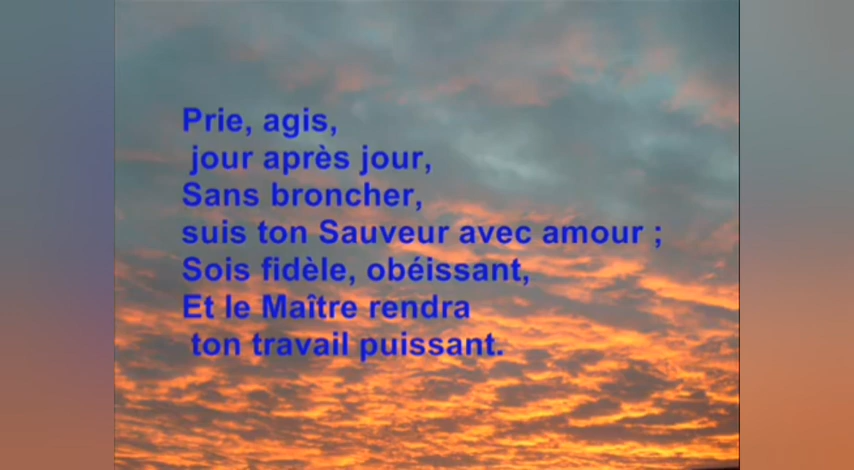 Prie, agis,
jour après jour,
Sans broncher,
suis ton Sauveur avec amour ;
Sois fidèle, obéissant,
Et le Maître rendra
ton travail puissant.